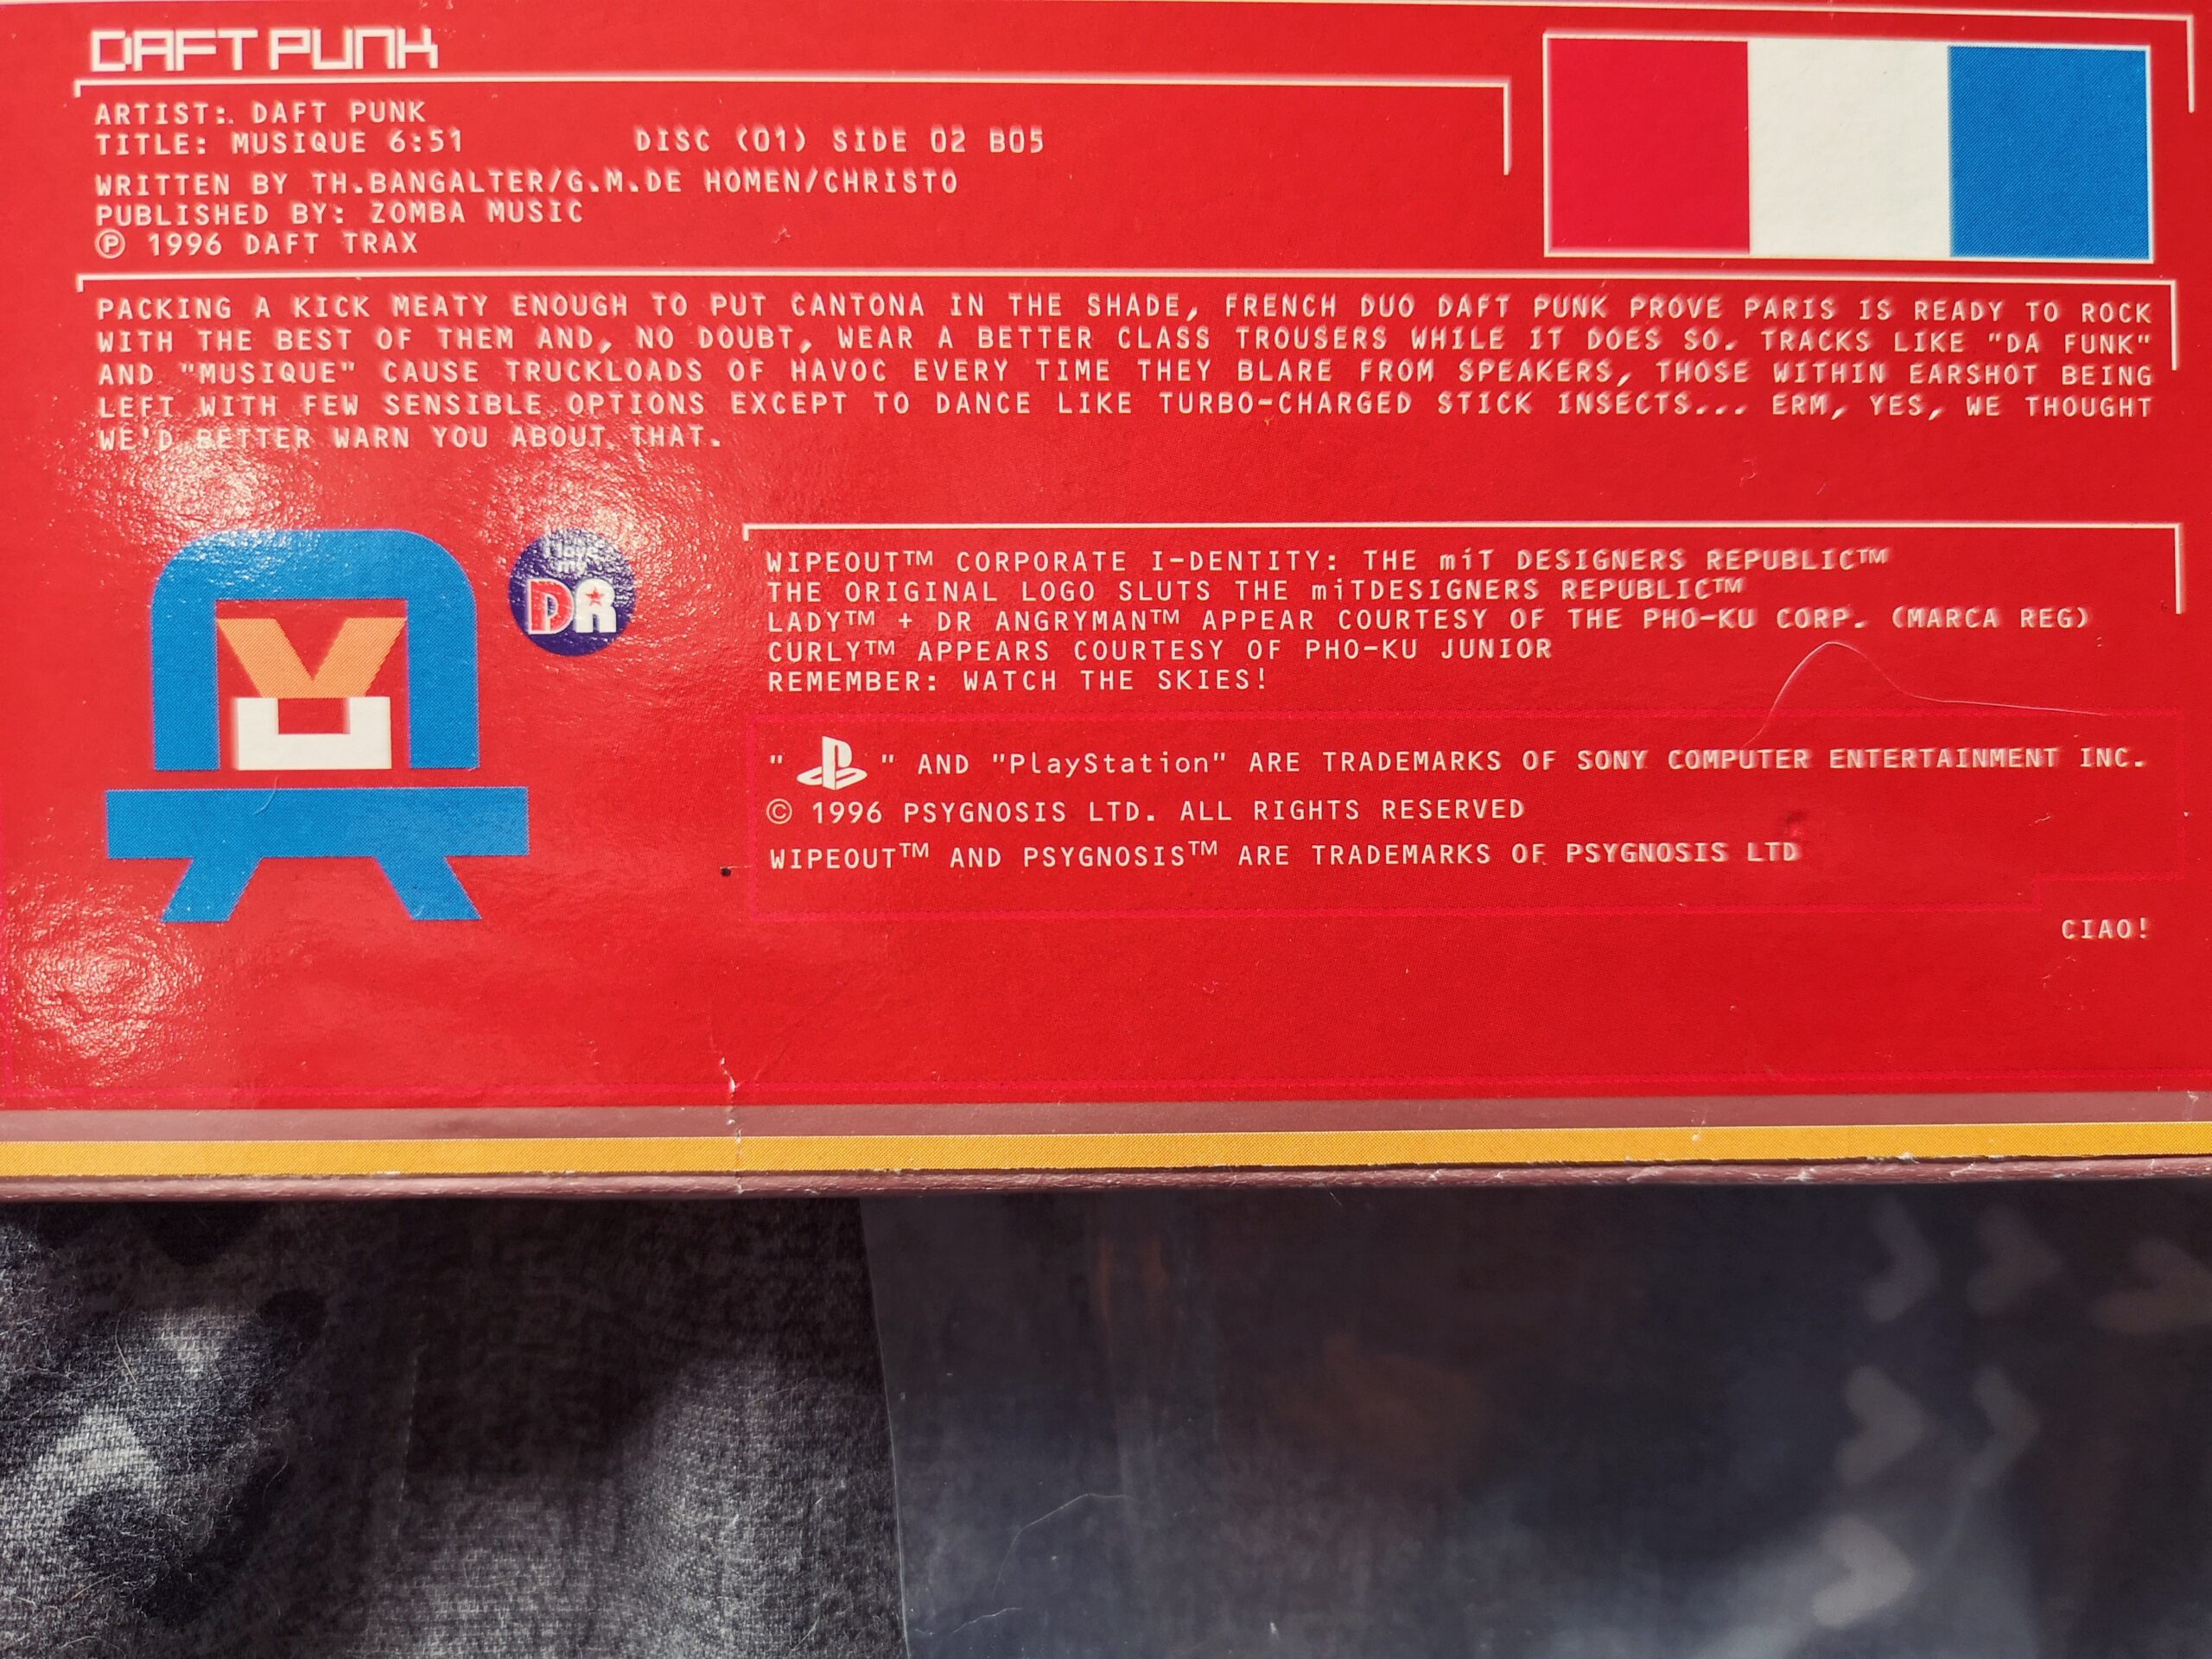 DAFT PUNK
ARTIST:. DAFT PUNK
TITLE: MUSIQUE 6:51 DISC (01) SIDE 02 B05
WRITTEN BY TH.BANGALTER/G.M.DE HOMEN/CHRISTO
PUBLISHED BY: ZOMBA MUSIC
Ⓟ 1996 DAFT TRAX
PACKING A KICK MEATY ENOUGH TO PUT CANTONA IN THE SHADE, FRENCH DUO DAFT PUNK PROVE PARIS IS READY TO ROCK
WITH THE BEST OF THEM AND, NO DOUBT, WEAR A BETTER CLASS TROUSERS WHILE IT DOES SO. TRACKS LIKE "DA FUNK"
AND "MUSIQUE" CAUSE TRUCKLOADS OF HAVOC EVERY TIME THEY BLARE FROM SPEAKERS, THOSE WITHIN EARSHOT BEING
LEFT WITH FEW SENSIBLE OPTIONS EXCEPT TO DANCE LIKE TURBO-CHARGED STICK INSECTS... ERM, YES, WE THOUGHT
WE'D BETTER WARN YOU ABOUT THAT.
I love
my
DR
WIPEOUT™ CORPORATE I-DENTITY: THE miT DESIGNERS REPUBLIC™
THE ORIGINAL LOGO SLUTS THE miTDESIGNERS REPUBLIC™
LADY™ + DR ANGRYMAN™ APPEAR COURTESY OF THE PHO-KU CORP. (MARCA REG)
CURLY™ APPEARS COURTESY OF PHO-KU JUNIOR
REMEMBER: WATCH THE SKIES!
" " AND "PlayStation" ARE TRADEMARKS OF SONY COMPUTER ENTERTAINMENT INC.
© 1996 PSYGNOSIS LTD. ALL RIGHTS RESERVED
WIPEOUT™ AND PSYGNOSIS™ ARE TRADEMARKS OF PSYGNOSIS LTD
CIAO!